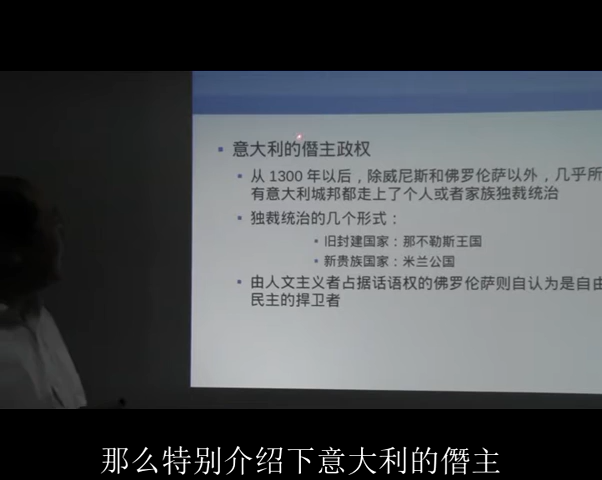 意大利的僭主政权
从 1300 年以后，除威尼斯和佛罗伦萨以外，几乎所
有意大利城邦都走上了个人或者家族独裁统治
独裁统治的几个形式：
旧封建国家：那不勒斯王国
新贵族国家：米兰公国
由人文主义者占据话语权的佛罗伦萨则自认为是自由
民主的捍卫者
那么特别介绍下意大利的僭主